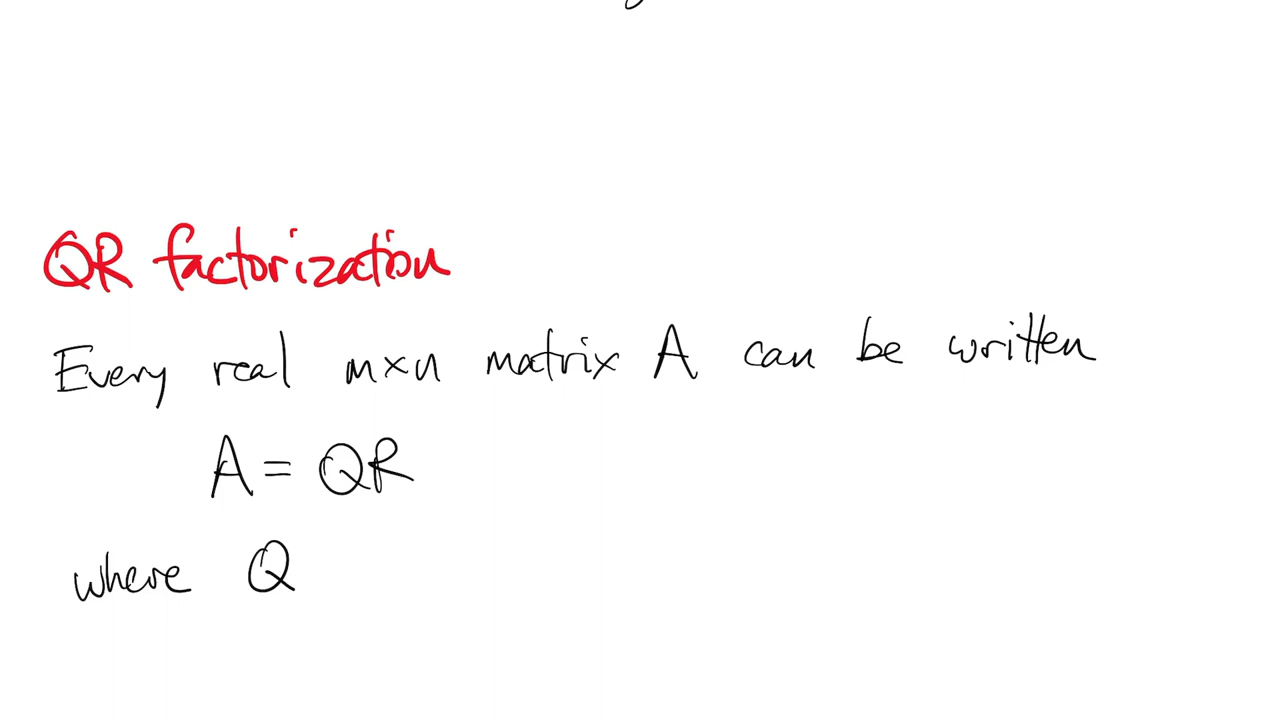 QR factorization
Every real m×n matrix A can be written
A = QR
where Q